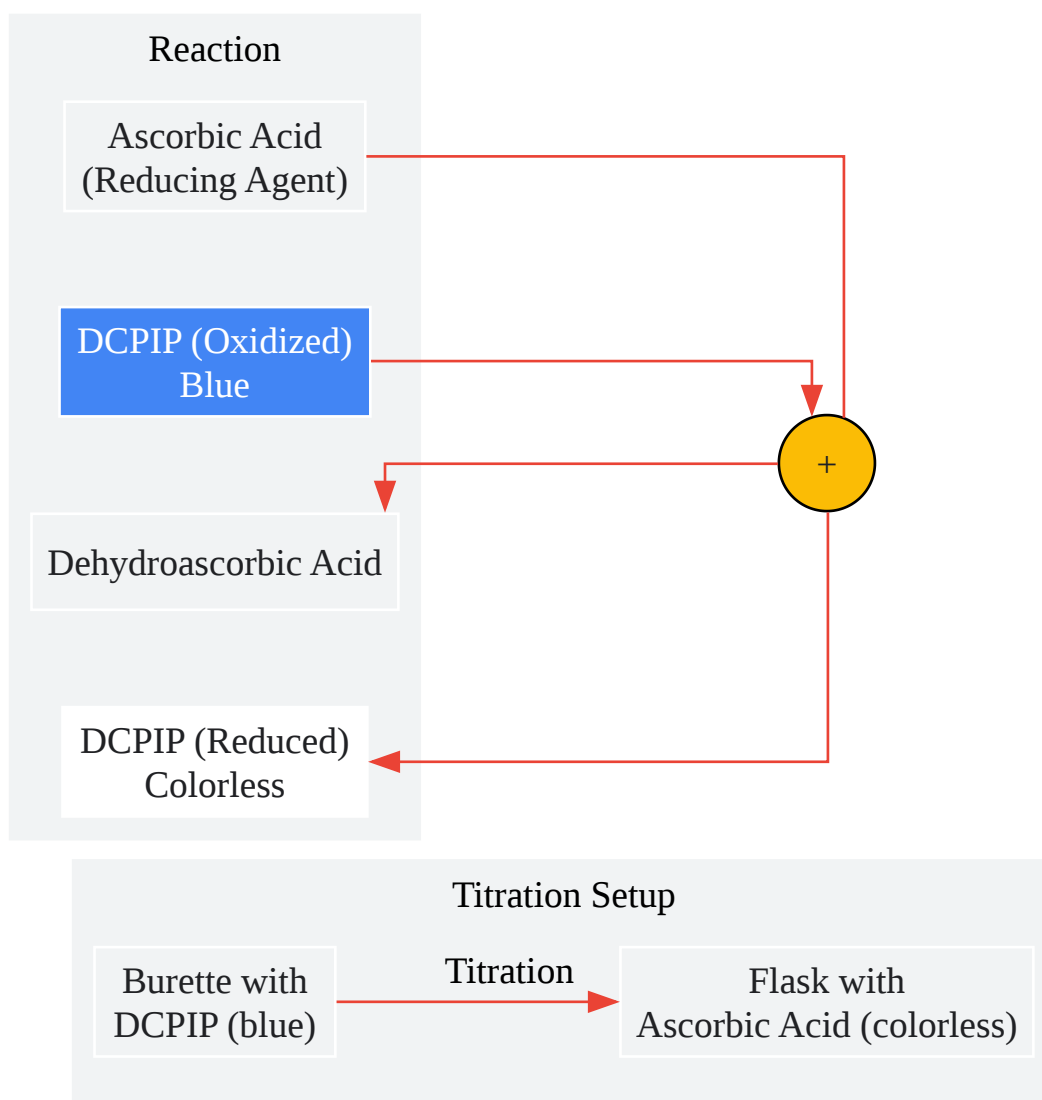 Reaction
Ascorbic Acid
(Reducing Agent)
DCPIP (Oxidized)
Blue
+
Dehydroascorbic Acid
DCPIP (Reduced)
Colorless
Titration Setup
Burette with
DCPIP (blue)
Titration
Flask with
Ascorbic Acid (colorless)